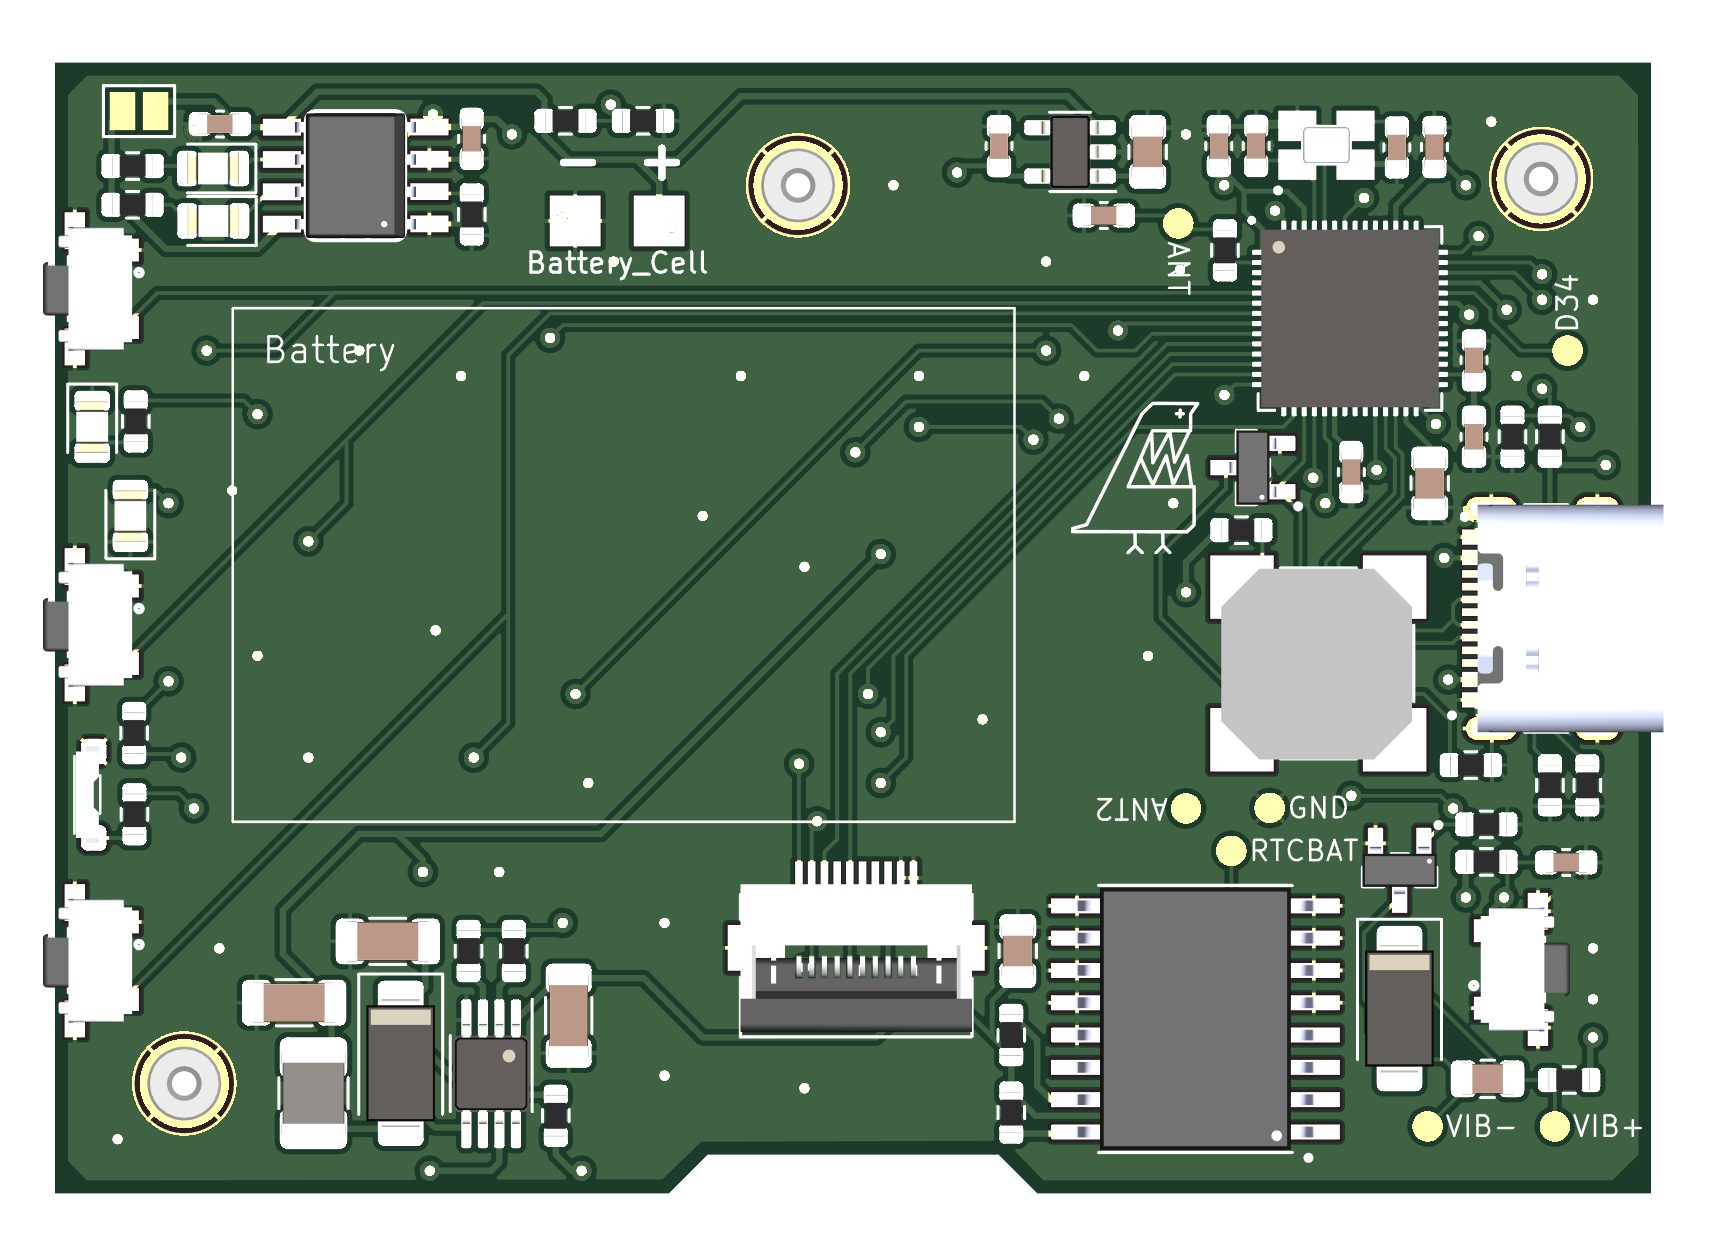 − +
Battery_Cell
ANT
D34
Battery
ANT2
GND
RTCBAT
VIB-
VIB+